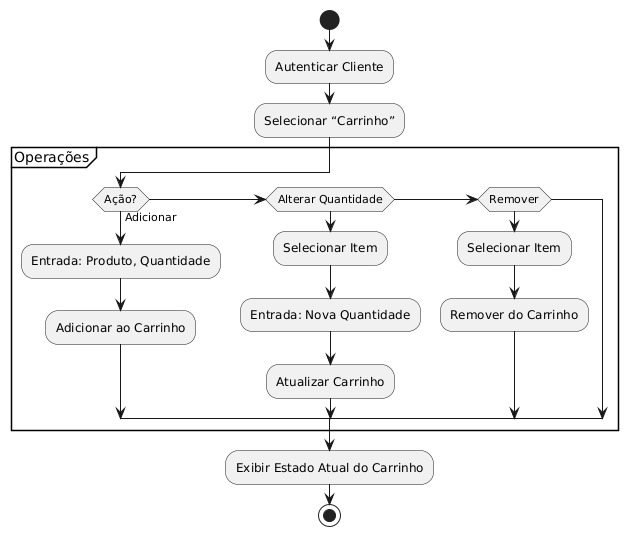 Autenticar Cliente
Selecionar “Carrinho”
Operações
Ação?
Adicionar
Entrada: Produto, Quantidade
Adicionar ao Carrinho
Alterar Quantidade
Selecionar Item
Entrada: Nova Quantidade
Atualizar Carrinho
Remover
Selecionar Item
Remover do Carrinho
Exibir Estado Atual do Carrinho